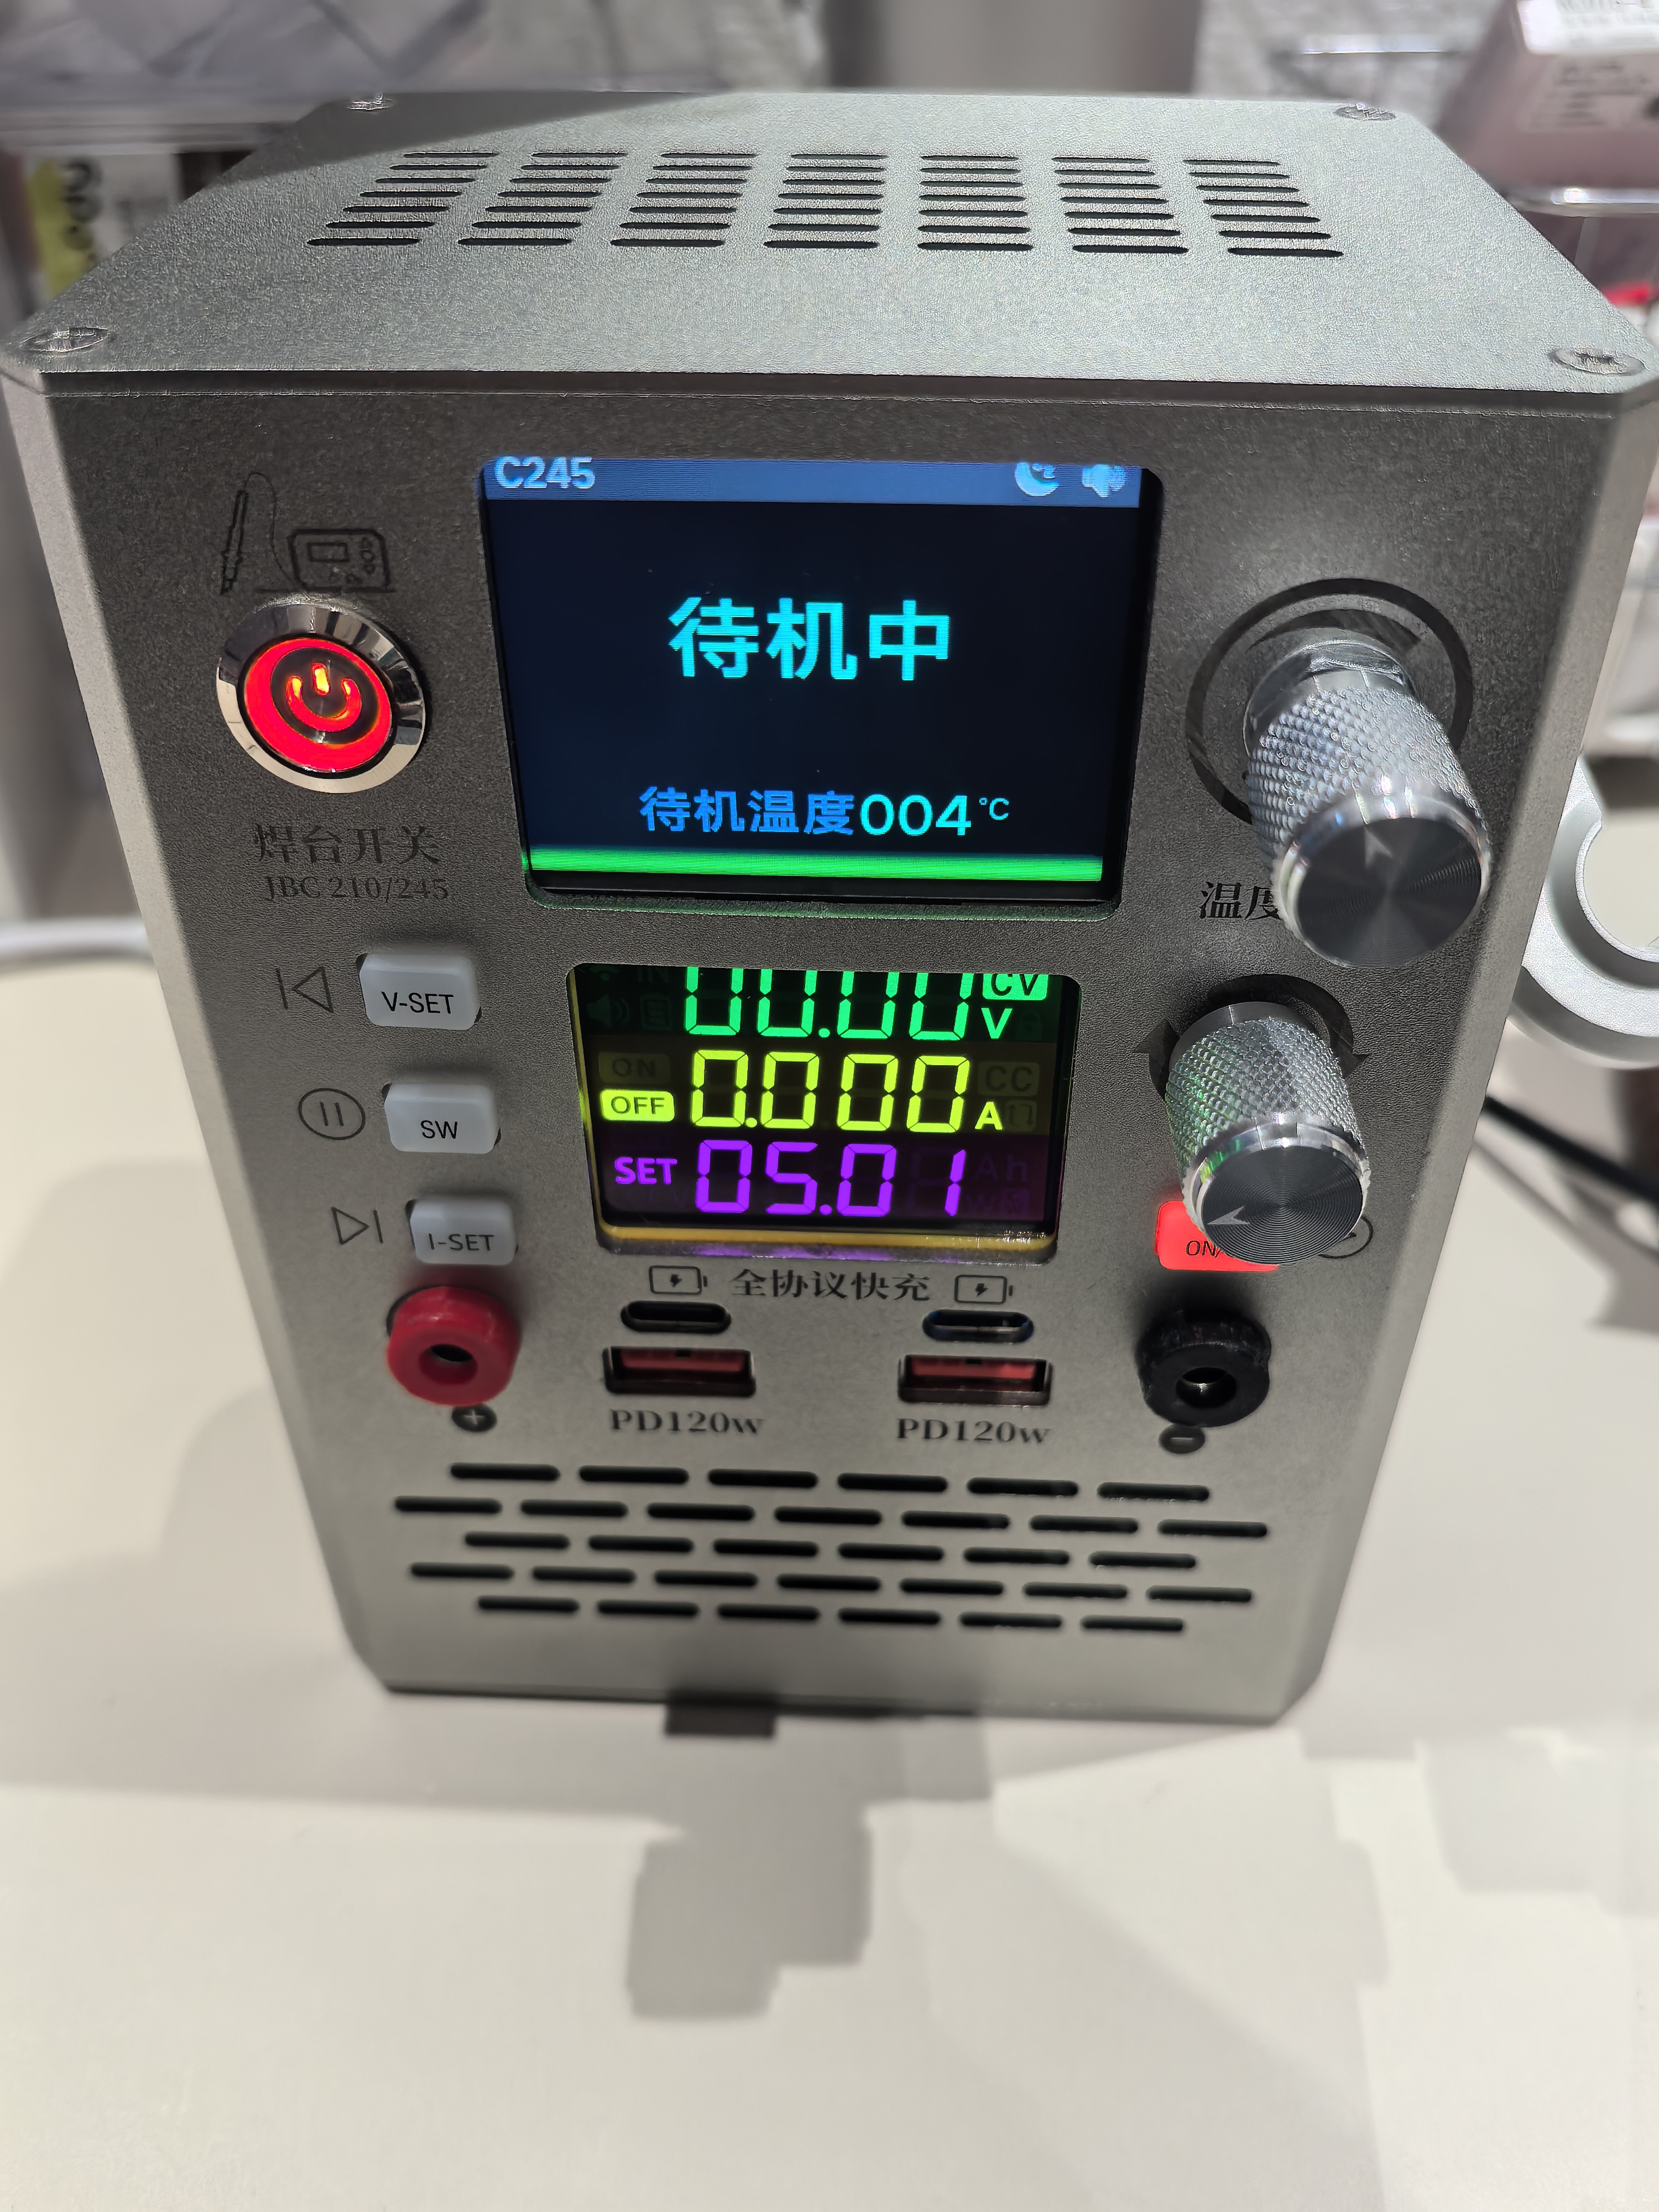 C245
待机中
待机温度004℃
焊台开关
JBC 210/245
温度
V-SET
00.00 V
CV
ON
CC
OFF
0.000 A
SW
SET 05.01
Ah
I-SET
ON/
全协议快充
PD120w
PD120w
+
-